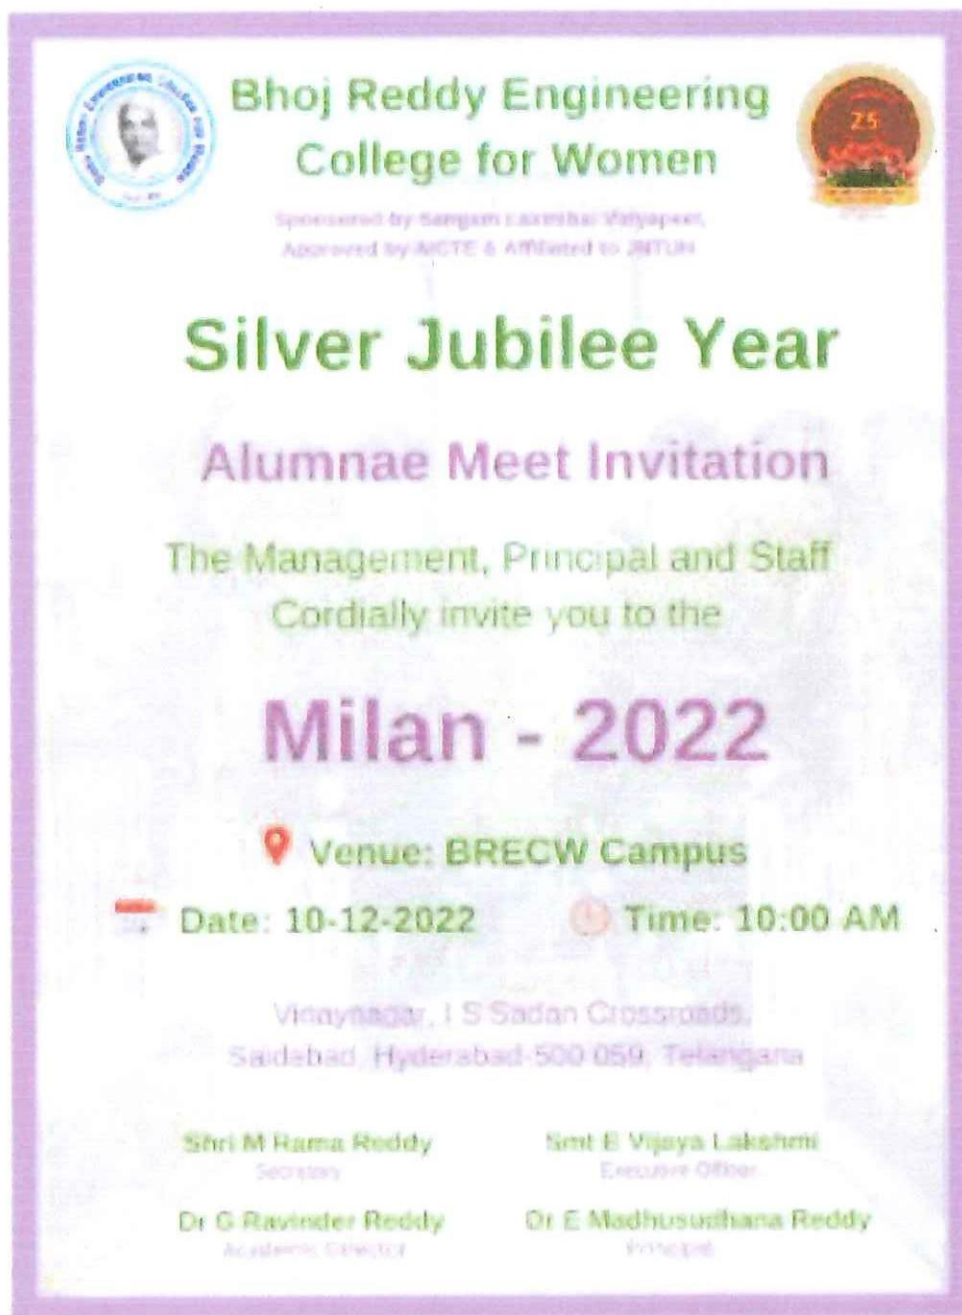 Bhoj Reddy Engineering
College for Women
25
Sponsored by Sangam Laxmibai Vidyapeet,
Approved by AICTE & Affiliated to JNTUH
Silver Jubilee Year
Alumnae Meet Invitation
The Management, Principal and Staff
Cordially invite you to the
Milan - 2022
Venue: BRECW Campus
Date: 10-12-2022 Time: 10:00 AM
Vinaynagar, I S Sadan Crossroads,
Saidabad, Hyderabad-500 059, Telangana
Shri M Rama Reddy Smt E Vijaya Lakshmi
Secretary Executive Officer
Dr G Ravinder Reddy Dr E Madhusudhana Reddy
Academic Director Principal